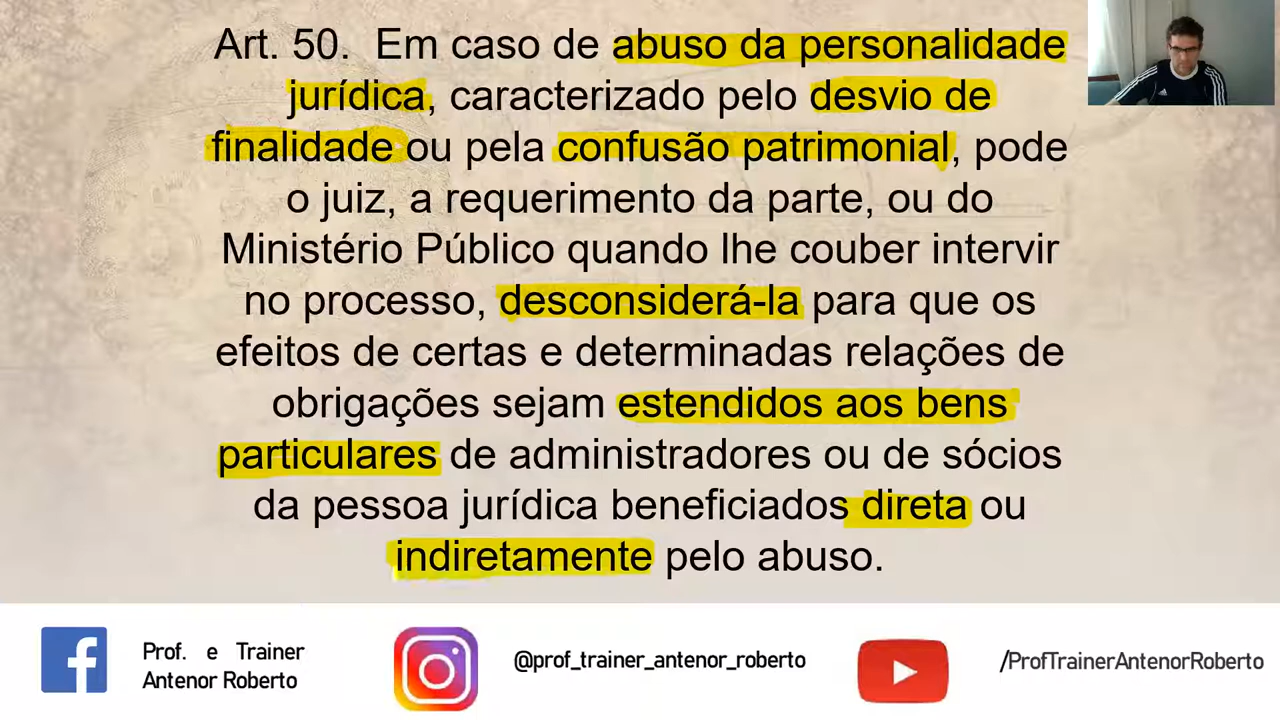 Art. 50. Em caso de abuso da personalidade
jurídica, caracterizado pelo desvio de
finalidade ou pela confusão patrimonial, pode
o juiz, a requerimento da parte, ou do
Ministério Público quando lhe couber intervir
no processo, desconsiderá-la para que os
efeitos de certas e determinadas relações de
obrigações sejam estendidos aos bens
particulares de administradores ou de sócios
da pessoa jurídica beneficiados direta ou
indiretamente pelo abuso.
Prof. e Trainer
Antenor Roberto
@prof_trainer_antenor_roberto
/ProfTrainerAntenorRoberto